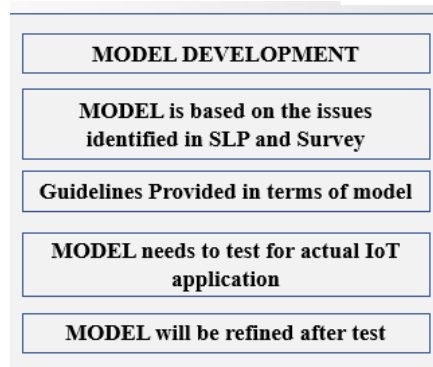 MODEL DEVELOPMENT
MODEL is based on the issues
identified in SLP and Survey
Guidelines Provided in terms of model
MODEL needs to test for actual IoT
application
MODEL will be refined after test